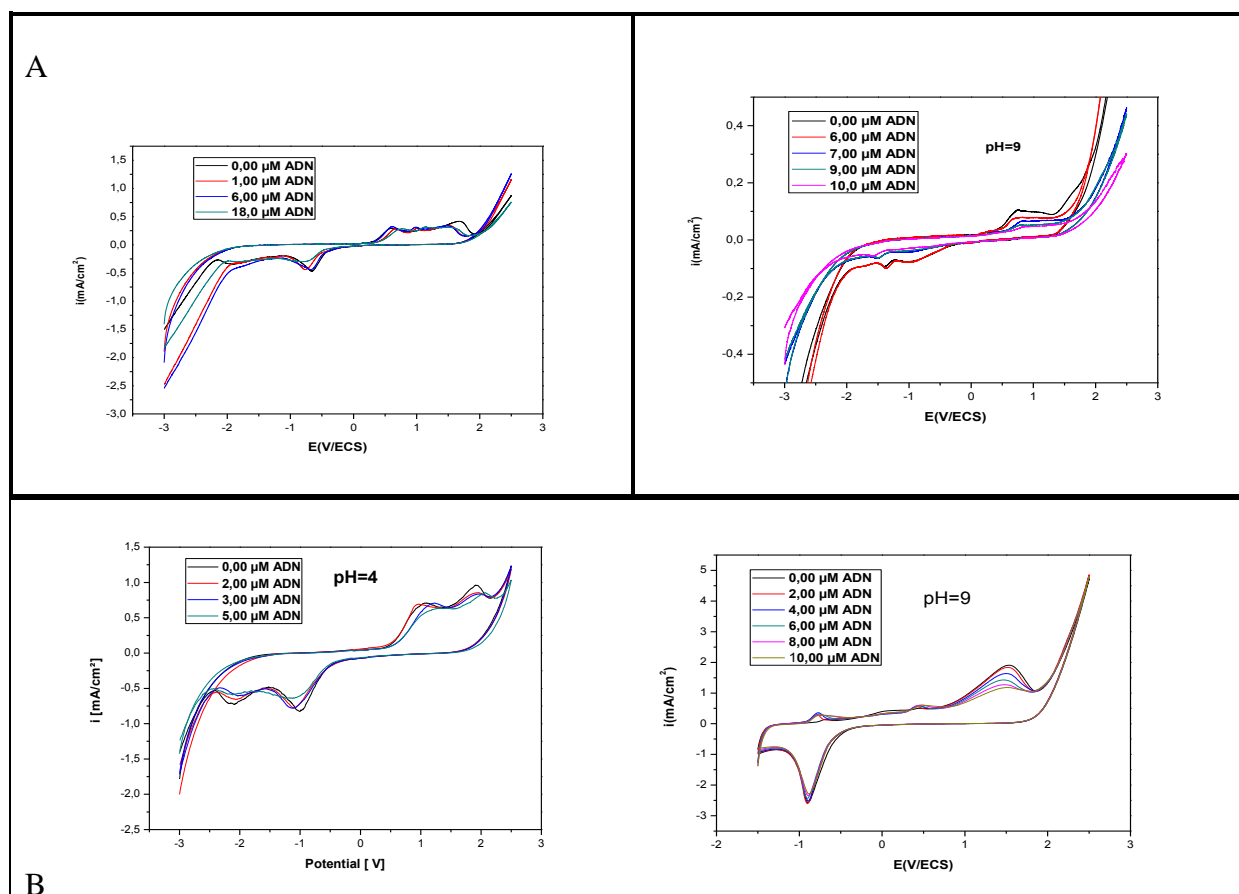 A
1,5
1,0
0,5
0,0
-0,5
-1,0
-1,5
-2,0
-2,5
-3,0
i(mA/cm²)
0,00 µM ADN
1,00 µM ADN
6,00 µM ADN
18,0 µM ADN
-3 -2 -1 0 1 2 3
E(V/ECS)
0,4
0,2
0,0
-0,2
-0,4
i(mA/cm²)
0,00 µM ADN
6,00 µM ADN
7,00 µM ADN
9,00 µM ADN
10,0 µM ADN
pH=9
-3 -2 -1 0 1 2 3
E(V/ECS)
1,5
1,0
0,5
0,0
-0,5
-1,0
-1,5
-2,0
-2,5
i [mA/cm²]
0,00 µM ADN
2,00 µM ADN
3,00 µM ADN
5,00 µM ADN
pH=4
-3 -2 -1 0 1 2 3
Potential [ V]
5
4
3
2
1
0
-1
-2
-3
i(mA/cm²)
0,00 µM ADN
2,00 µM ADN
4,00 µM ADN
6,00 µM ADN
8,00 µM ADN
10,00 µM ADN
pH=9
-1 0 1 2 3
E(V/ECS)
B